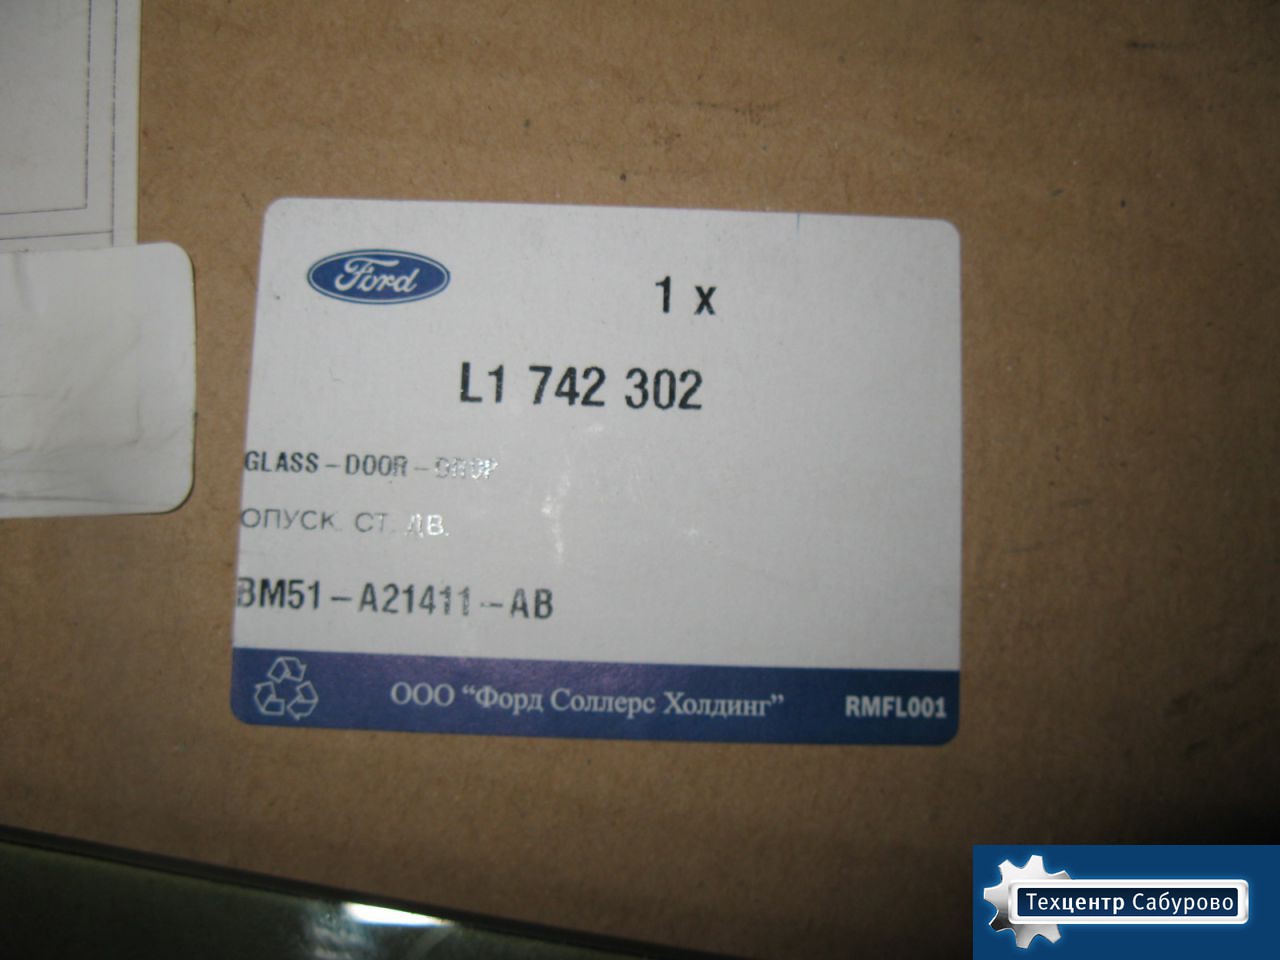 Ford
1 x
L1 742 302
GLASS-DOOR-DROP
ОПУСК. СТ. ДВ.
BM51-A21411-AB
ООО “Форд Соллерс Холдинг”
RMFL001
Техцентр Сабурово